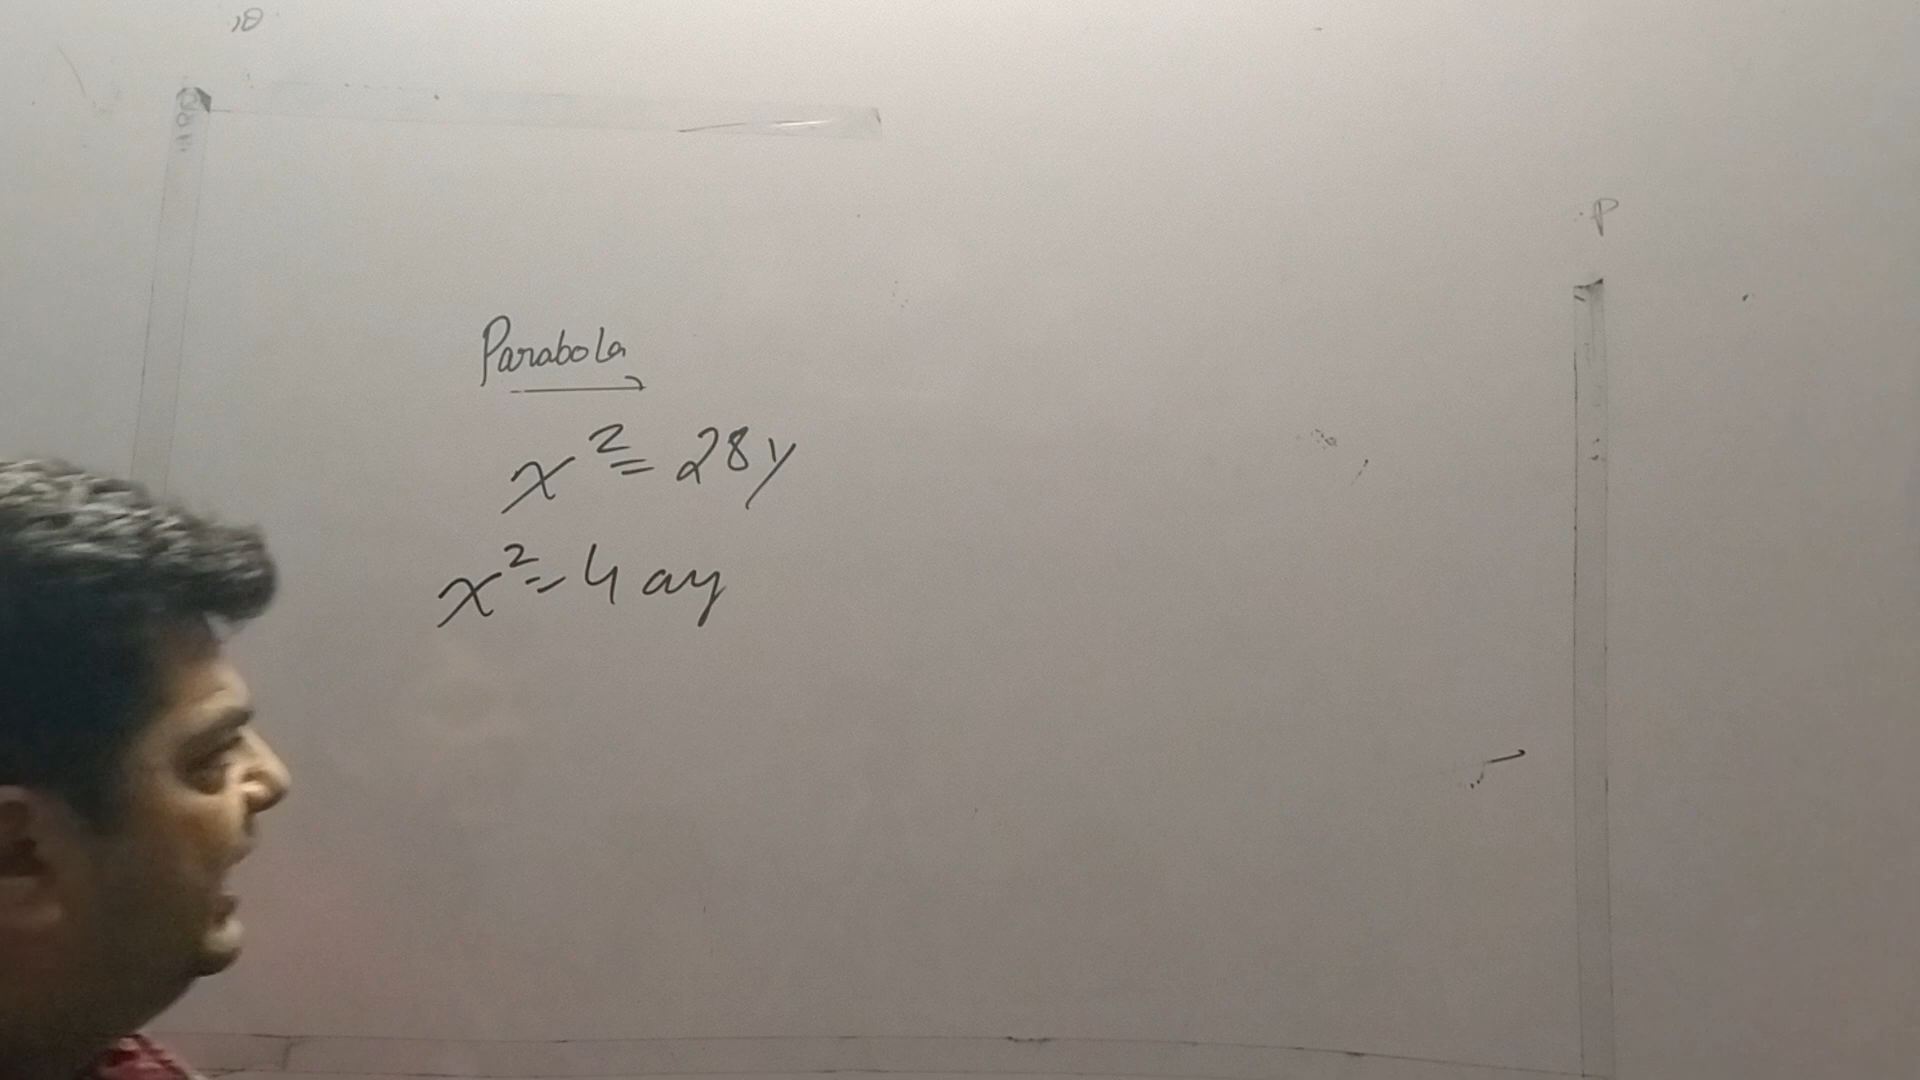 Parabola
x² = 28y
x² = 4ay
P